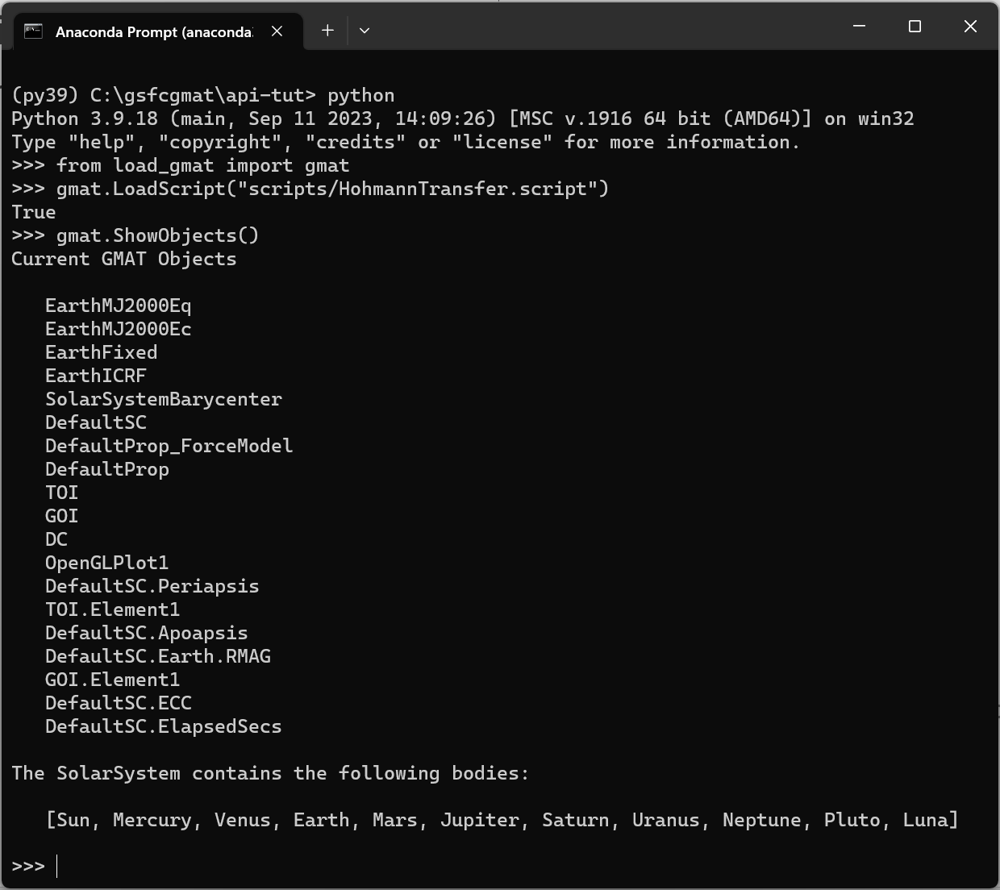 Anaconda Prompt (anaconda
(py39) C:\gsfcgmat\api-tut> python
Python 3.9.18 (main, Sep 11 2023, 14:09:26) [MSC v.1916 64 bit (AMD64)] on win32
Type "help", "copyright", "credits" or "license" for more information.
>>> from load_gmat import gmat
>>> gmat.LoadScript("scripts/HohmannTransfer.script")
True
>>> gmat.ShowObjects()
Current GMAT Objects
EarthMJ2000Eq
EarthMJ2000Ec
EarthFixed
EarthICRF
SolarSystemBarycenter
DefaultSC
DefaultProp_ForceModel
DefaultProp
TOI
GOI
DC
OpenGLPlot1
DefaultSC.Periapsis
TOI.Element1
DefaultSC.Apoapsis
DefaultSC.Earth.RMAG
GOI.Element1
DefaultSC.ECC
DefaultSC.ElapsedSecs
The SolarSystem contains the following bodies:
[Sun, Mercury, Venus, Earth, Mars, Jupiter, Saturn, Uranus, Neptune, Pluto, Luna]
>>>